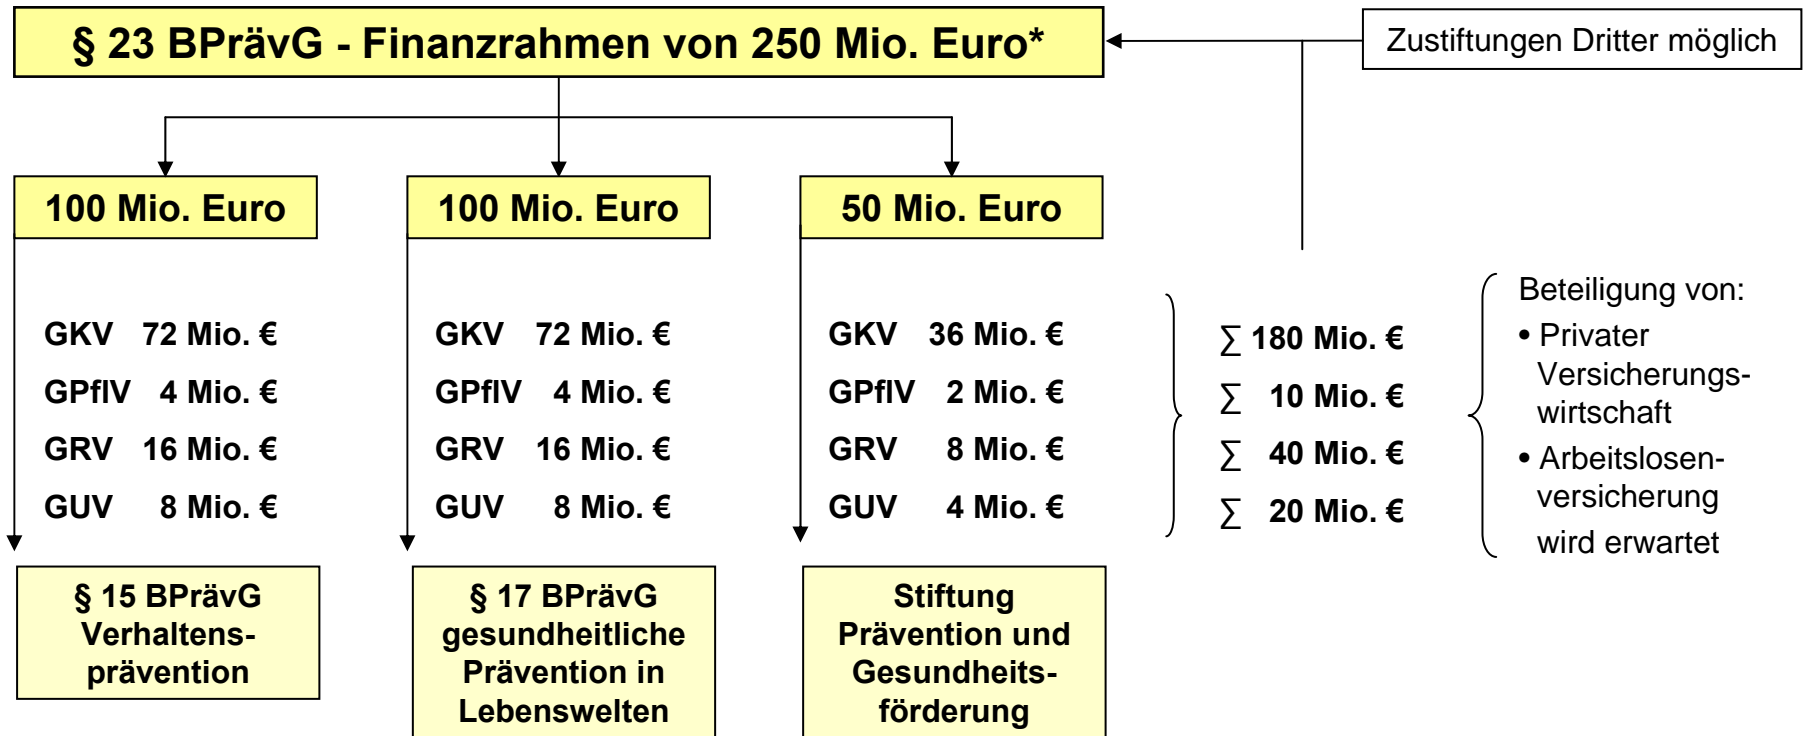 § 23 BPrävG - Finanzrahmen von 250 Mio. Euro*
Zustiftungen Dritter möglich
100 Mio. Euro
100 Mio. Euro
50 Mio. Euro
GKV 72 Mio. €
GPflV 4 Mio. €
GRV 16 Mio. €
GUV 8 Mio. €
GKV 72 Mio. €
GPflV 4 Mio. €
GRV 16 Mio. €
GUV 8 Mio. €
GKV 36 Mio. €
GPflV 2 Mio. €
GRV 8 Mio. €
GUV 4 Mio. €
∑ 180 Mio. €
∑ 10 Mio. €
∑ 40 Mio. €
∑ 20 Mio. €
Beteiligung von:
• Privater
Versicherungs-
wirtschaft
• Arbeitslosen-
versicherung
wird erwartet
§ 15 BPrävG
Verhaltens-
prävention
§ 17 BPrävG
gesundheitliche
Prävention in
Lebenswelten
Stiftung
Prävention und
Gesundheits-
förderung